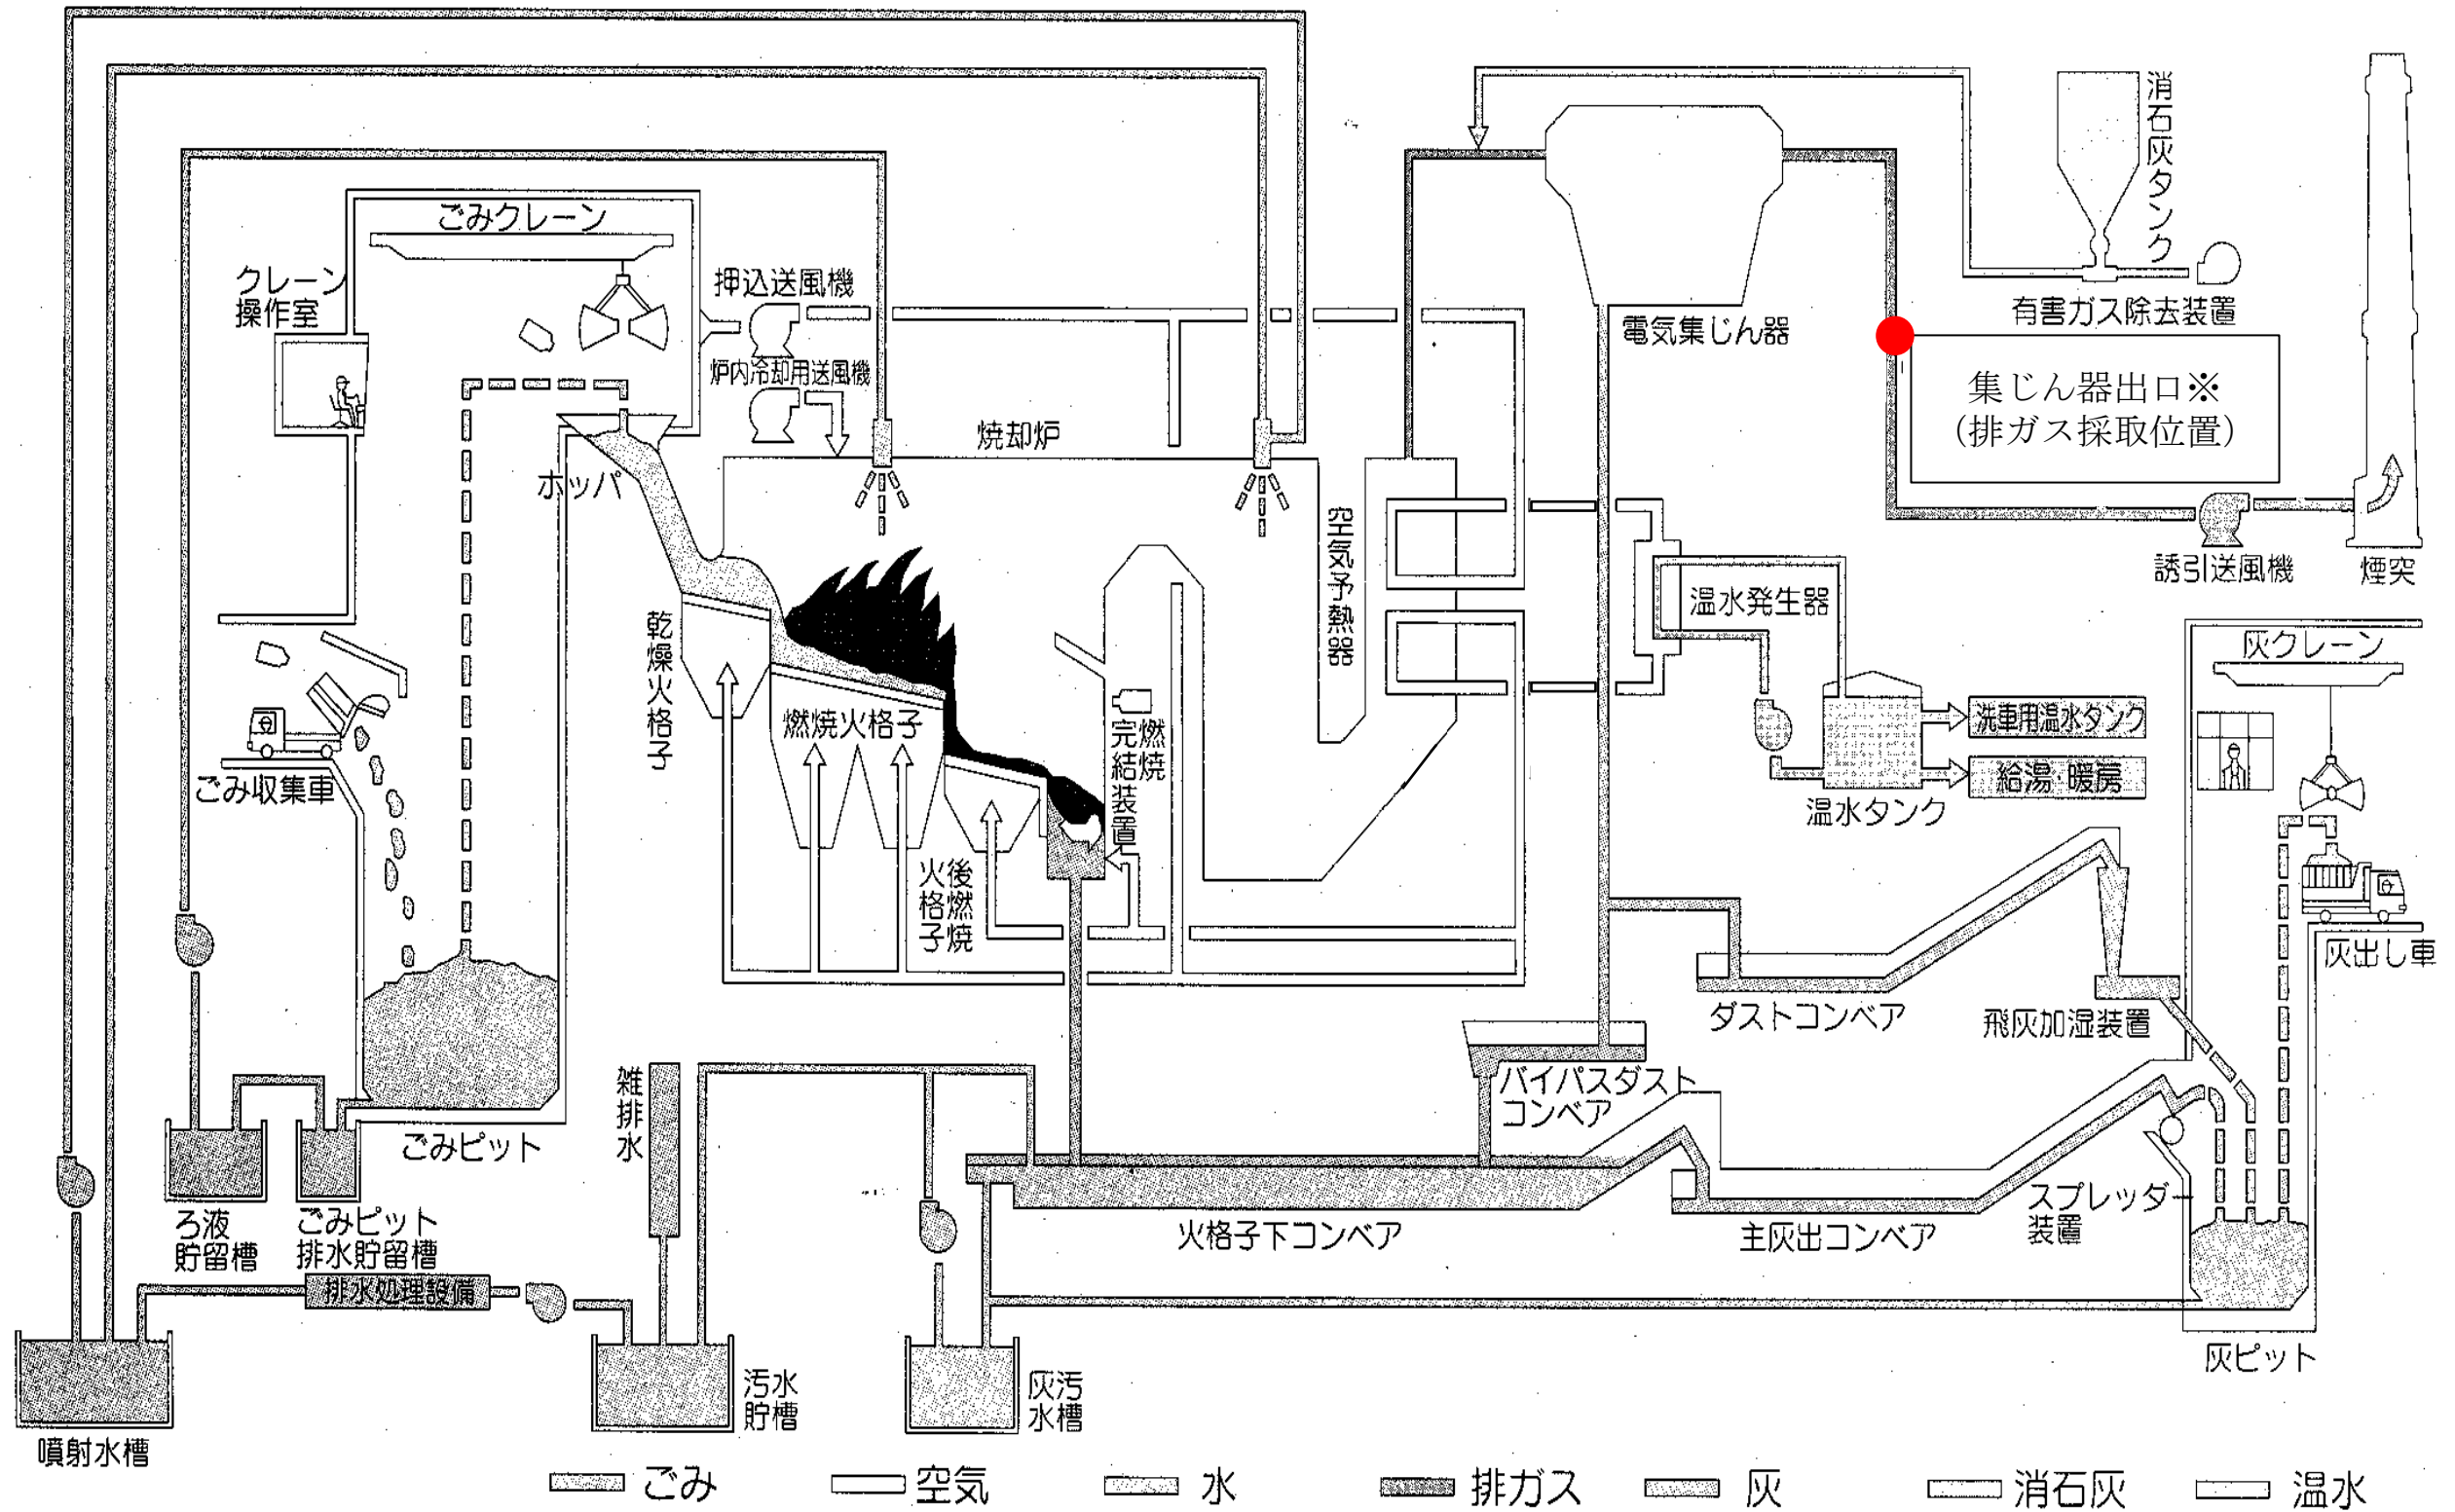 ごみクレーン
クレーン
操作室
押込送風機
炉内冷却用送風機
焼却炉
ホッパ
電気集じん器
消石灰タンク
有害ガス除去装置
集じん器出口※
（排ガス採取位置）
誘引送風機
煙突
空気予熱器
温水発生器
乾燥火格子
燃焼火格子
燃焼
完結装置
後燃焼
火格子
ごみ収集車
洗車用温水タンク
給湯・暖房
温水タンク
灰クレーン
灰出し車
ダストコンベア
飛灰加湿装置
バイパスダスト
コンベア
雑排水
ごみピット
ろ液
貯留槽
ごみピット
排水貯留槽
排水処理設備
火格子下コンベア
主灰出コンベア
スプレッダー
装置
灰ピット
噴射水槽
汚水
貯槽
灰汚
水槽
ごみ
空気
水
排ガス
灰
消石灰
温水